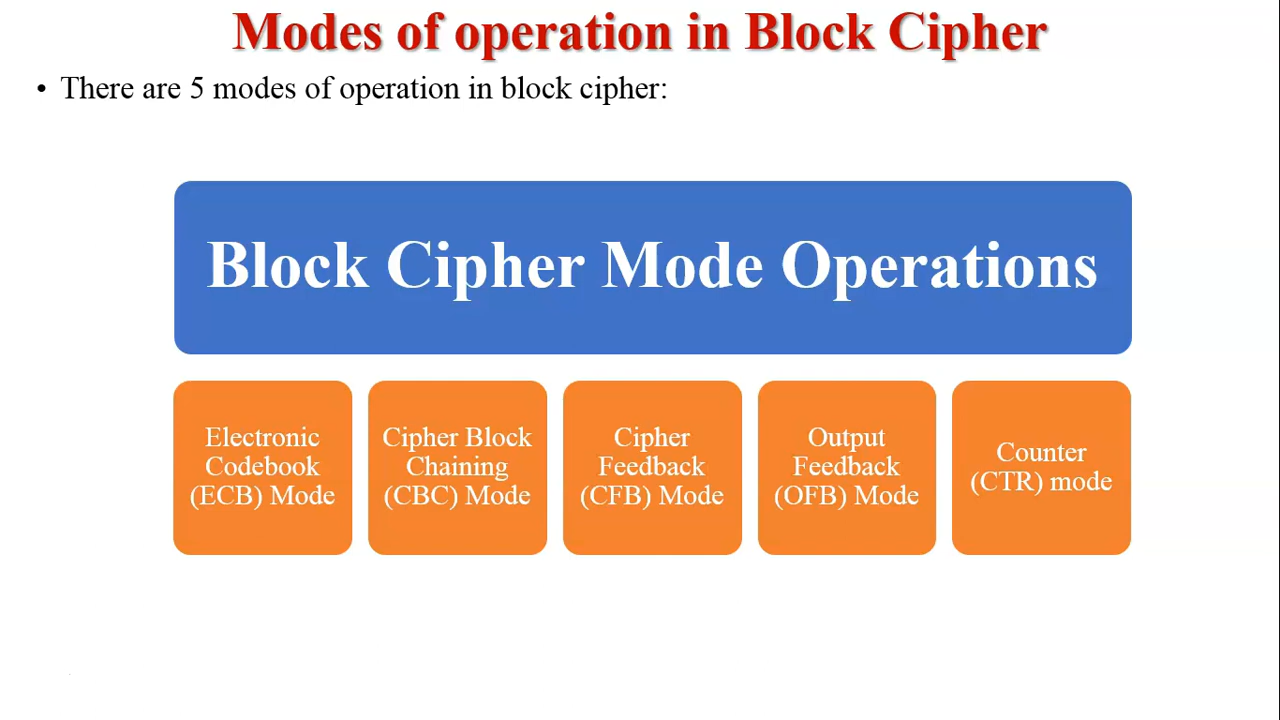 Modes of operation in Block Cipher
• There are 5 modes of operation in block cipher:
Block Cipher Mode Operations
Electronic
Codebook
(ECB) Mode
Cipher Block
Chaining
(CBC) Mode
Cipher
Feedback
(CFB) Mode
Output
Feedback
(OFB) Mode
Counter
(CTR) mode